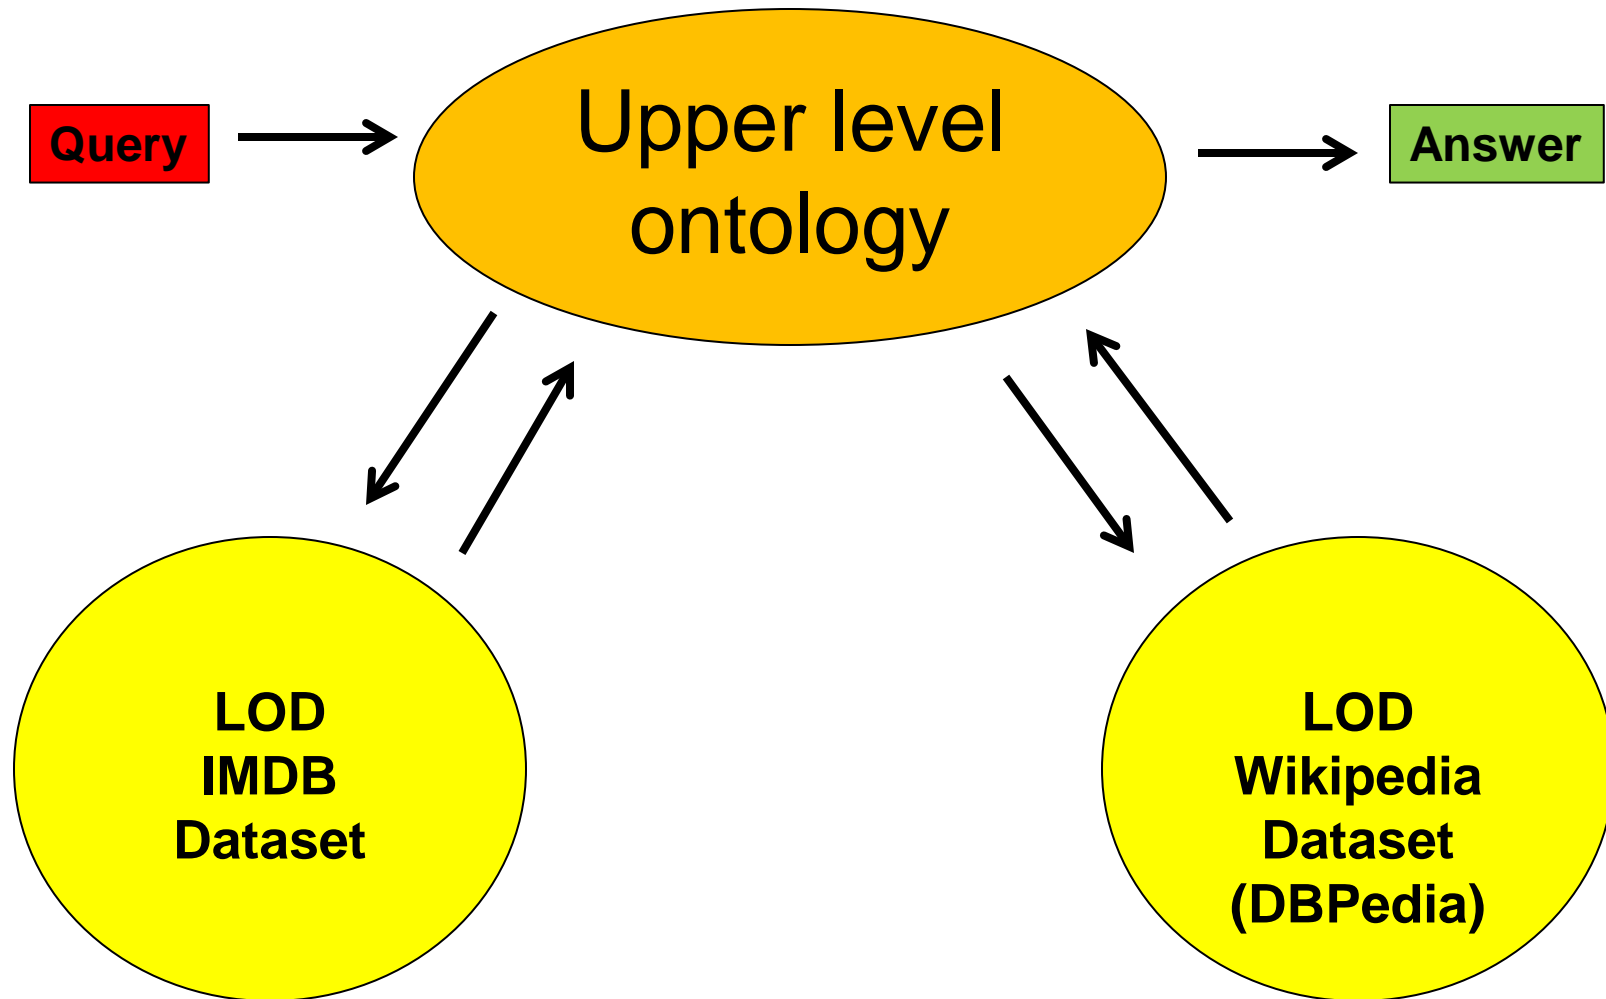 Query
Upper level
ontology
Answer
LOD
IMDB
Dataset
LOD
Wikipedia
Dataset
(DBPedia)